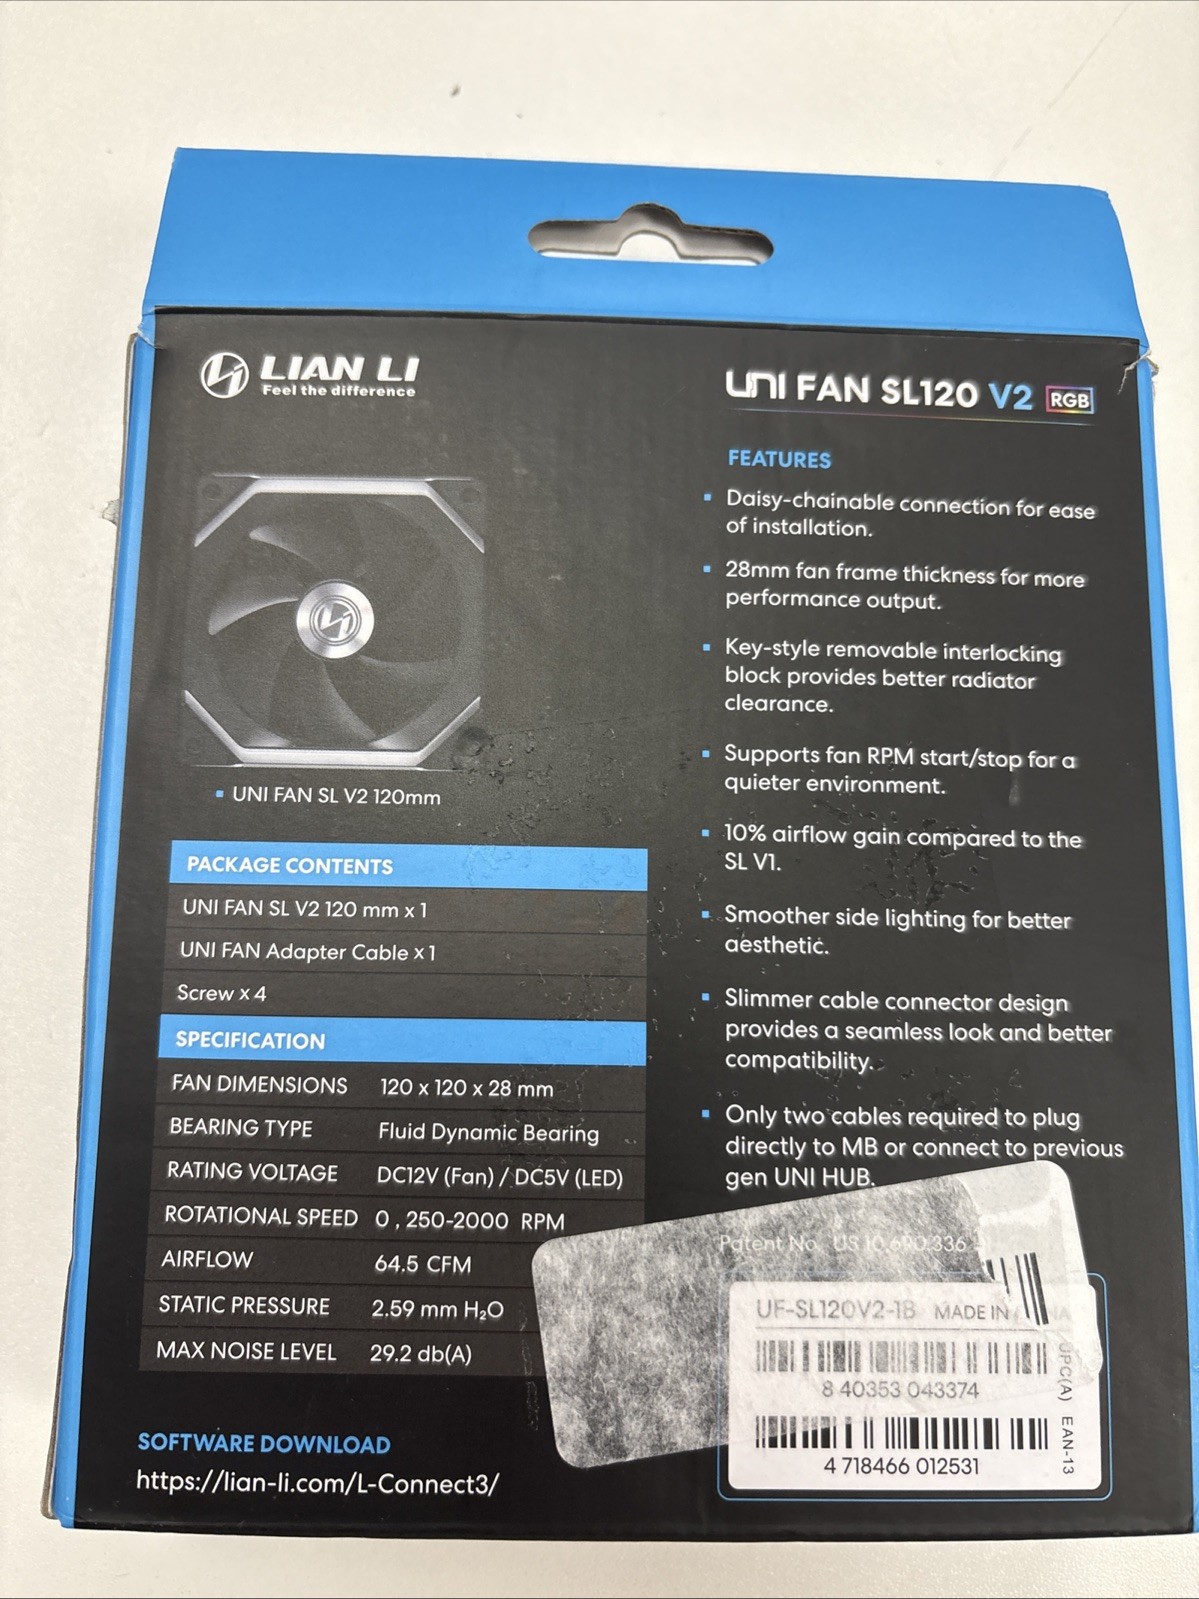 LIAN LI
Feel the difference
UNI FAN SL120 V2 RGB
UNI FAN SL V2 120mm
PACKAGE CONTENTS
UNI FAN SL V2 120 mm x 1
UNI FAN Adapter Cable x 1
Screw x 4
SPECIFICATION
FAN DIMENSIONS 120 x 120 x 28 mm
BEARING TYPE Fluid Dynamic Bearing
RATING VOLTAGE DC12V (Fan) / DC5V (LED)
ROTATIONAL SPEED 0 , 250-2000 RPM
AIRFLOW 64.5 CFM
STATIC PRESSURE 2.59 mm H₂O
MAX NOISE LEVEL 29.2 db(A)
SOFTWARE DOWNLOAD
https://lian-li.com/L-Connect3/
FEATURES
Daisy-chainable connection for ease
of installation.
28mm fan frame thickness for more
performance output.
Key-style removable interlocking
block provides better radiator
clearance.
Supports fan RPM start/stop for a
quieter environment.
10% airflow gain compared to the
SL V1.
Smoother side lighting for better
aesthetic.
Slimmer cable connector design
provides a seamless look and better
compatibility.
Only two cables required to plug
directly to MB or connect to previous
gen UNI HUB.
Patent No. US 10,690,336
UF-SL120V2-1B MADE IN
8 40353 043374
UPC(A)
4 718466 012531
EAN-13